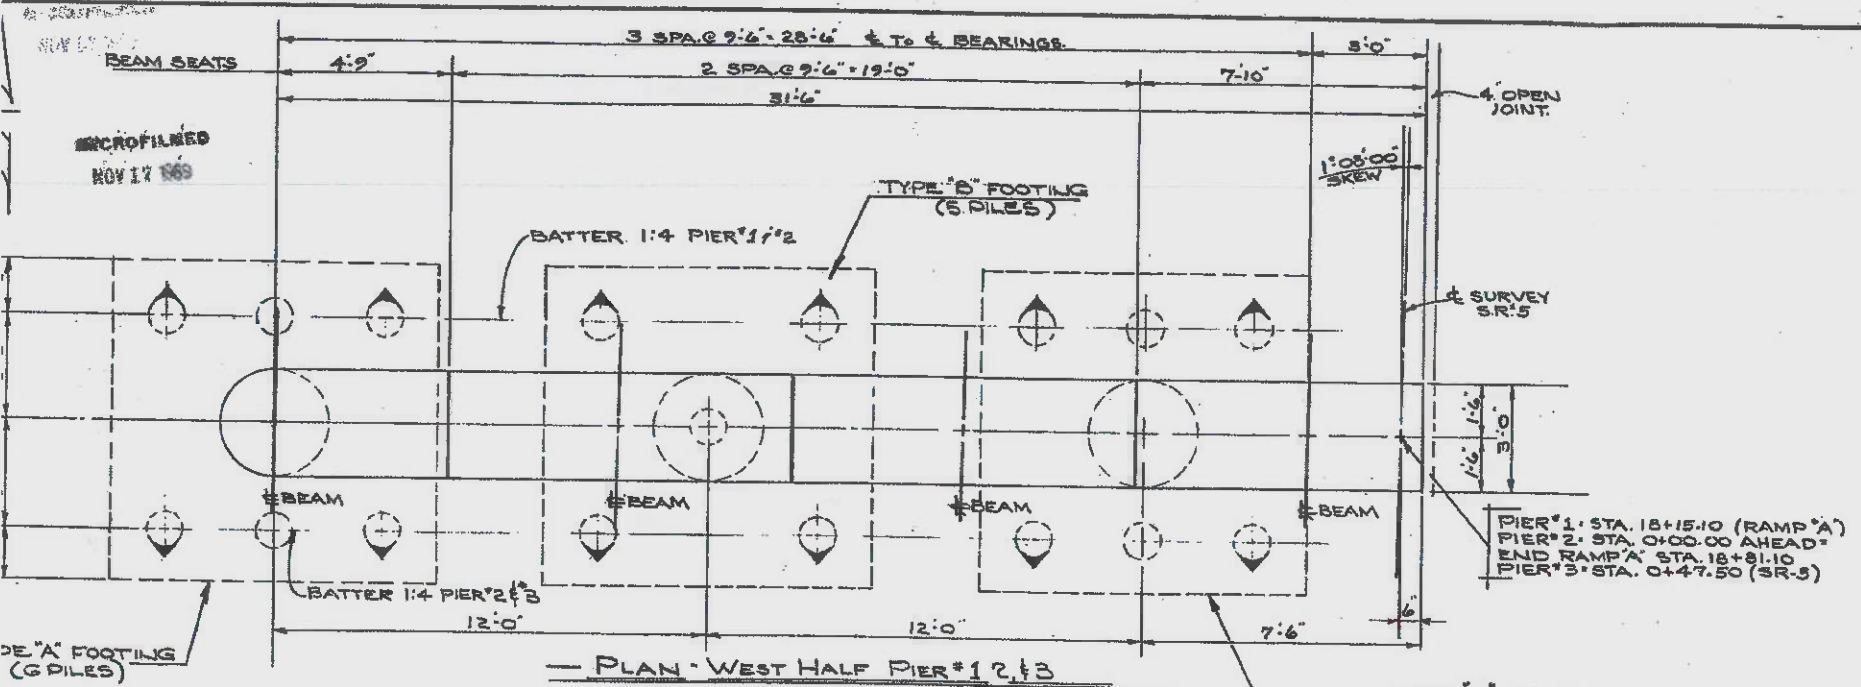 NOV 17
3 SPA.@ 9'-6"= 28'-6" ℄ TO ℄ BEARINGS.
3'-0"
BEAM SEATS
4'-9"
2 SPA.@ 9'-6"=19'-0"
7'-10"
31'-6"
4" OPEN
JOINT.
MICROFILMED
NOV 17 1969
1°08'00"
SKEW
TYPE "B" FOOTING
(5 PILES)
BATTER 1:4 PIER #1 & #2
℄ SURVEY
S.R. 5
1'-6"
3'-0"
1'-6"
℄ BEAM
℄ BEAM
℄ BEAM
℄ BEAM
PIER #1: STA. 18+15.10 (RAMP "A")
PIER #2: STA. 0+00.00 AHEAD=
END RAMP "A" STA. 18+81.10
PIER #3: STA. 0+47.50 (SR-5)
BATTER 1:4 PIER #2 & 3
6"
12'-0"
12'-0"
7'-6"
PE "A" FOOTING
(6 PILES)
PLAN - WEST HALF PIER #1 2, & 3